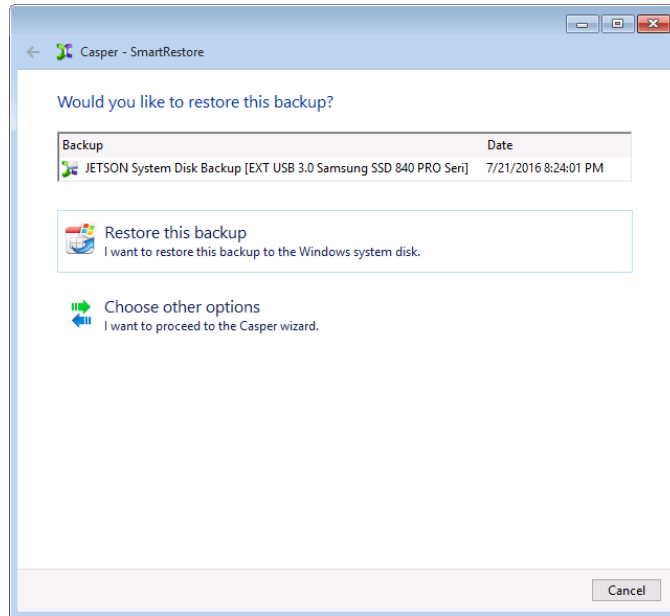 Casper - SmartRestore
Would you like to restore this backup?
Backup Date
JETSON System Disk Backup [EXT USB 3.0 Samsung SSD 840 PRO Seri] 7/21/2016 8:24:01 PM
Restore this backup
I want to restore this backup to the Windows system disk.
Choose other options
I want to proceed to the Casper wizard.
Cancel